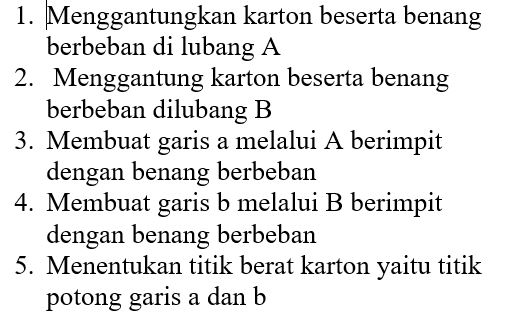 1. Menggantungkan karton beserta benang
berbeban di lubang A
2. Menggantung karton beserta benang
berbeban dilubang B
3. Membuat garis a melalui A berimpit
dengan benang berbeban
4. Membuat garis b melalui B berimpit
dengan benang berbeban
5. Menentukan titik berat karton yaitu titik
potong garis a dan b